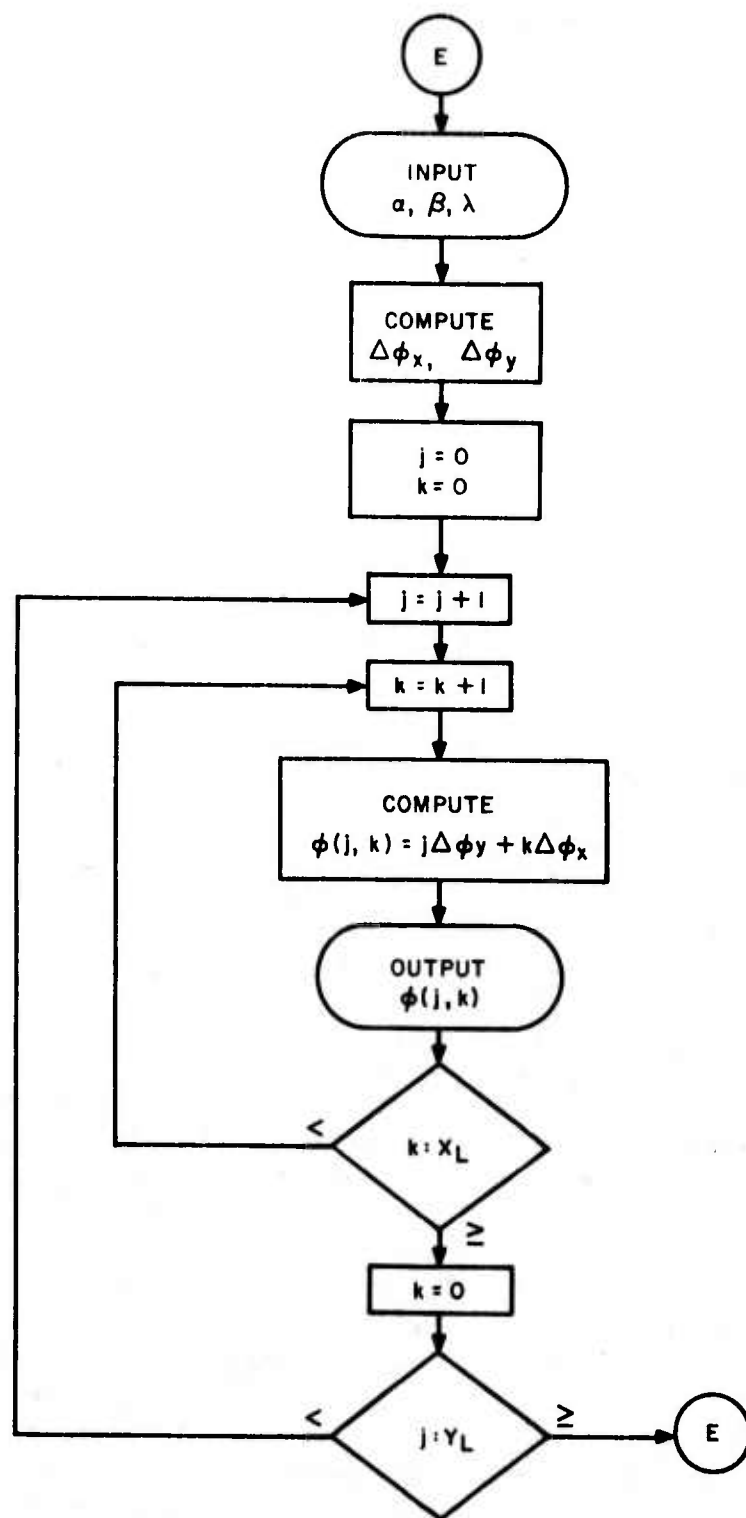 E
INPUT
α, β, λ
COMPUTE
Δϕx, Δϕy
j = 0
k = 0
j = j + 1
k = k + 1
COMPUTE
ϕ(j, k) = jΔϕy + kΔϕx
OUTPUT
ϕ(j, k)
<
k : XL
≥
k = 0
<
j : YL
≥
E